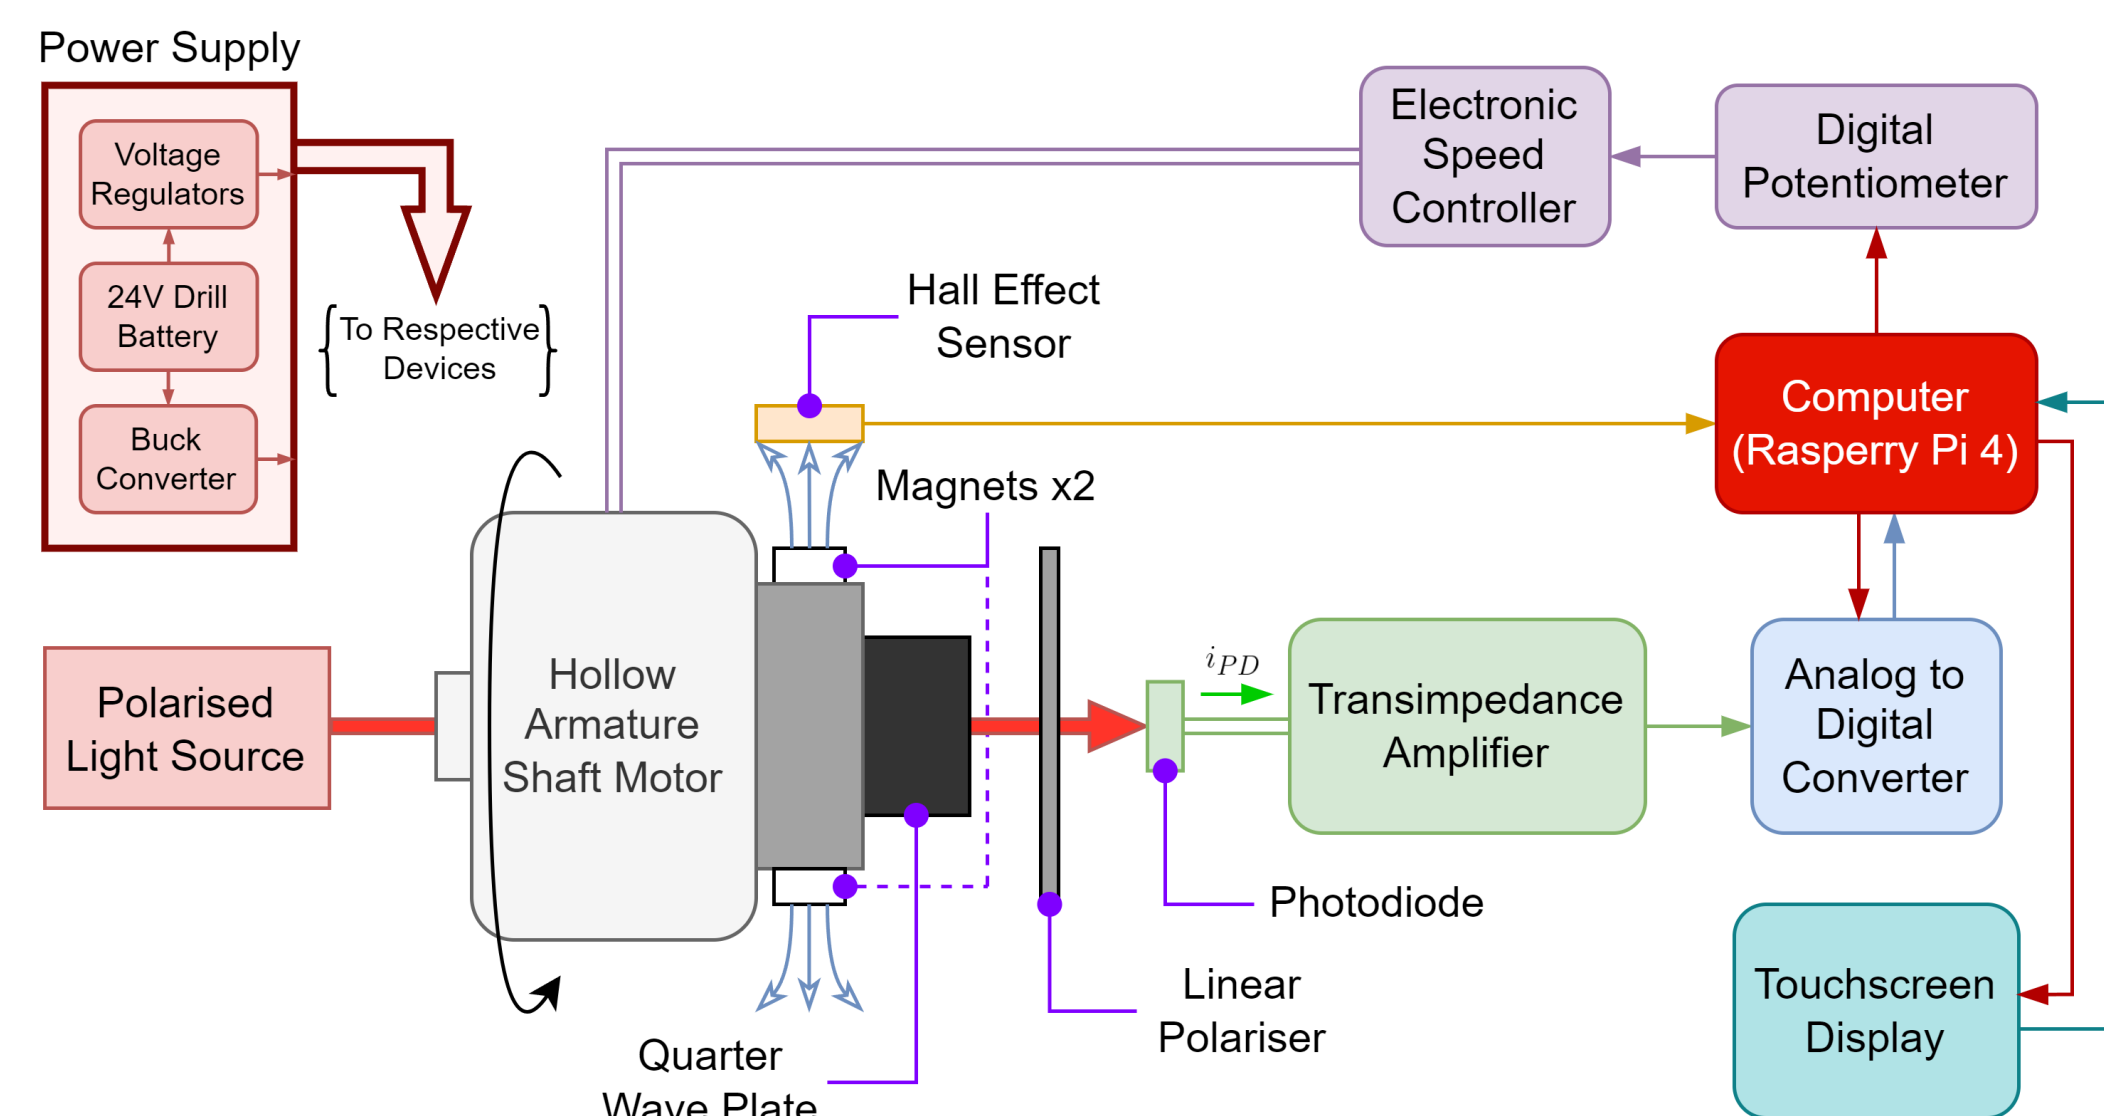 Power Supply
Voltage
Regulators
24V Drill
Battery
Buck
Converter
To Respective
Devices
Electronic
Speed
Controller
Digital
Potentiometer
Hall Effect
Sensor
Computer
(Rasperry Pi 4)
Magnets x2
Polarised
Light Source
Hollow
Armature
Shaft Motor
iPD
Transimpedance
Amplifier
Analog to
Digital
Converter
Photodiode
Linear
Polariser
Touchscreen
Display
Quarter
Wave Plate